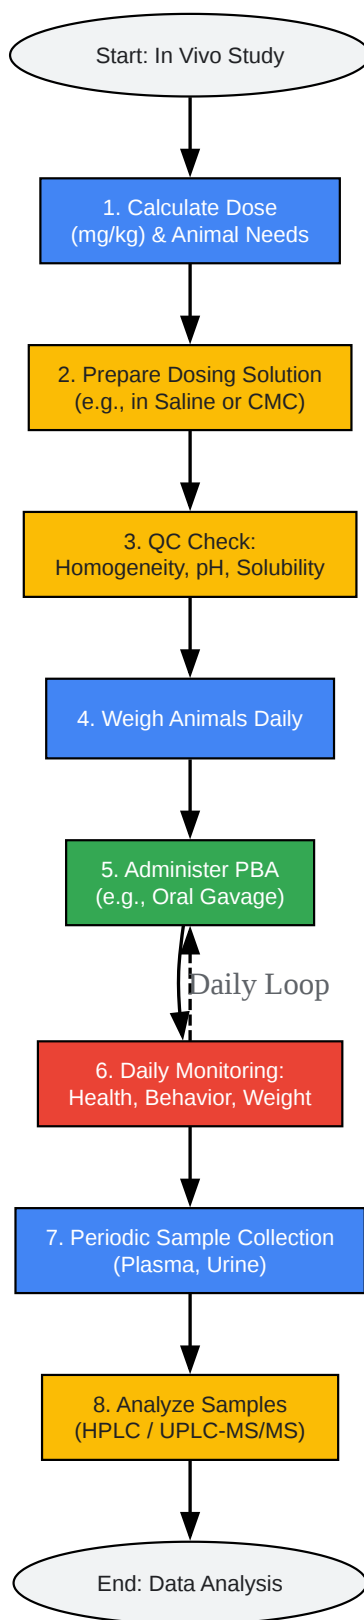 Start: In Vivo Study
1. Calculate Dose
(mg/kg) & Animal Needs
2. Prepare Dosing Solution
(e.g., in Saline or CMC)
3. QC Check:
Homogeneity, pH, Solubility
4. Weigh Animals Daily
5. Administer PBA
(e.g., Oral Gavage)
Daily Loop
6. Daily Monitoring:
Health, Behavior, Weight
7. Periodic Sample Collection
(Plasma, Urine)
8. Analyze Samples
(HPLC / UPLC-MS/MS)
End: Data Analysis